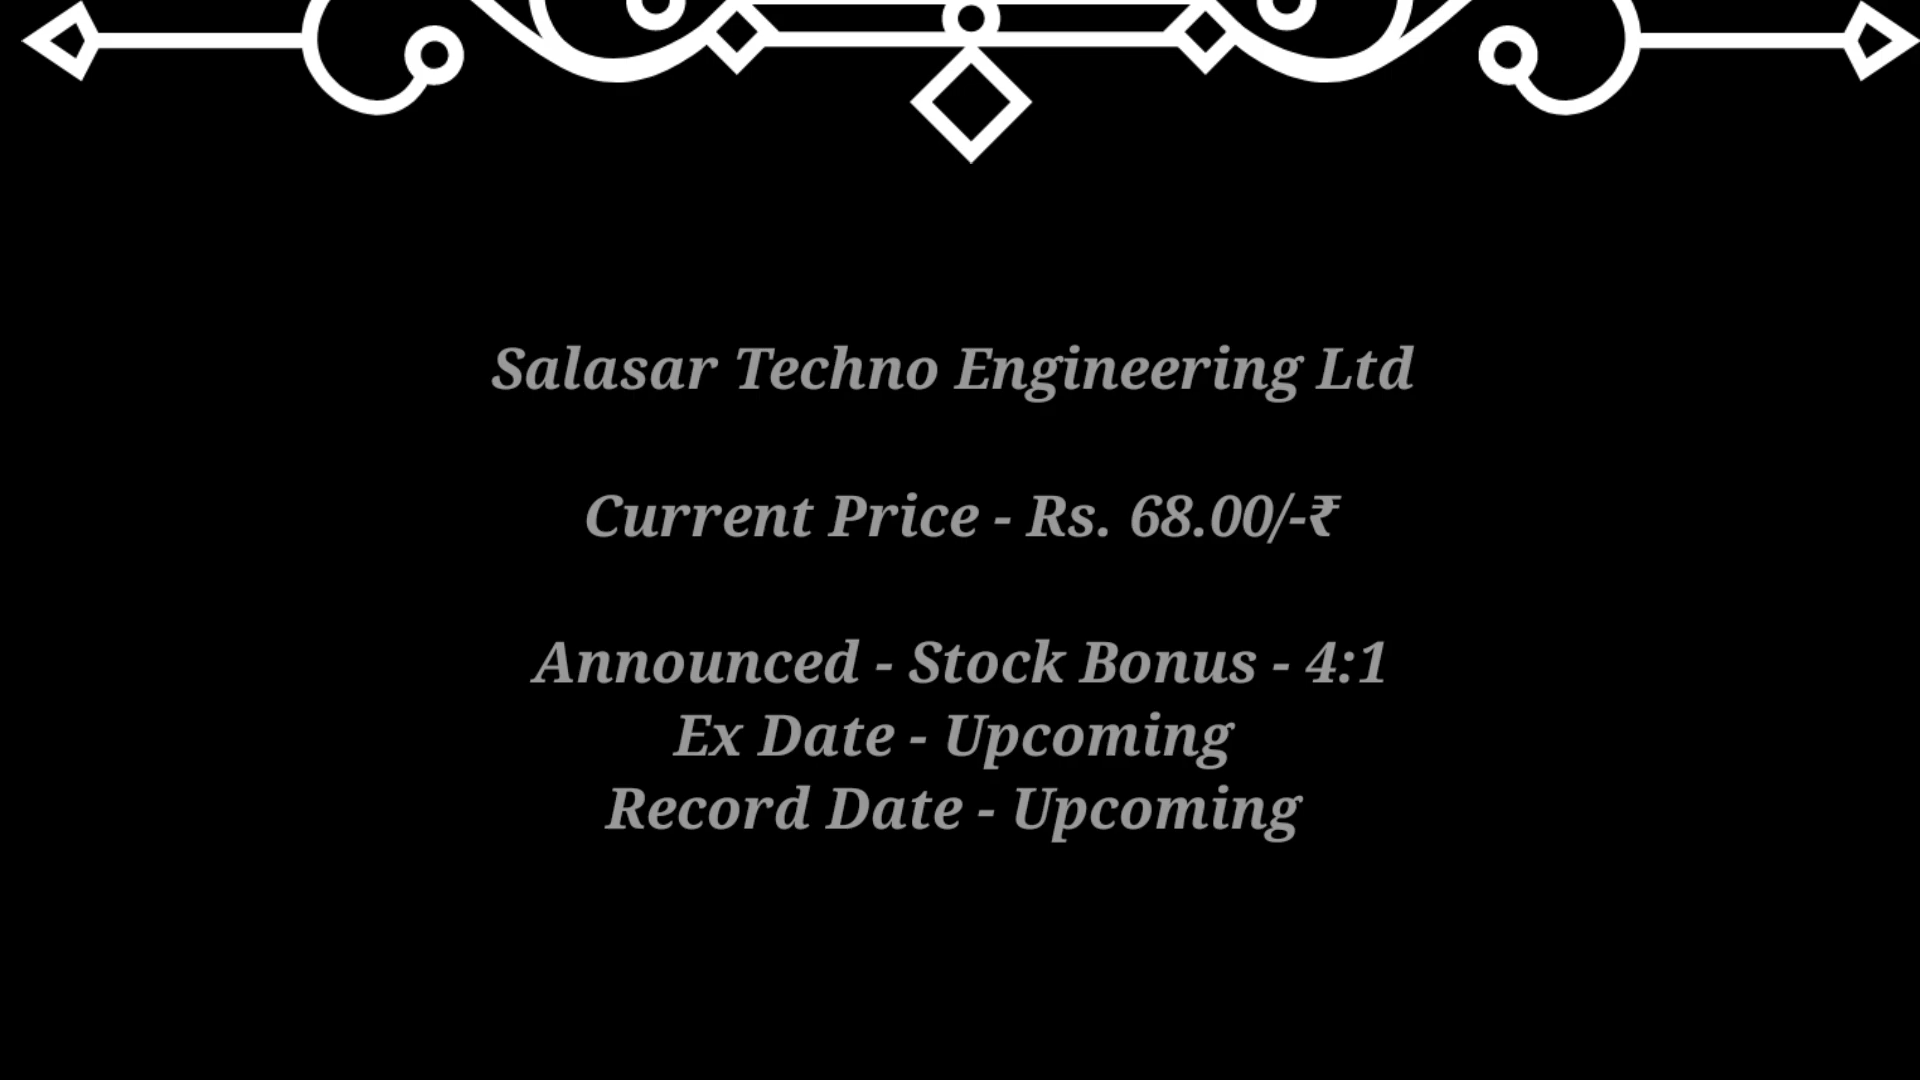 Salasar Techno Engineering Ltd
Current Price - Rs. 68.00/-₹
Announced - Stock Bonus - 4:1
Ex Date - Upcoming
Record Date - Upcoming